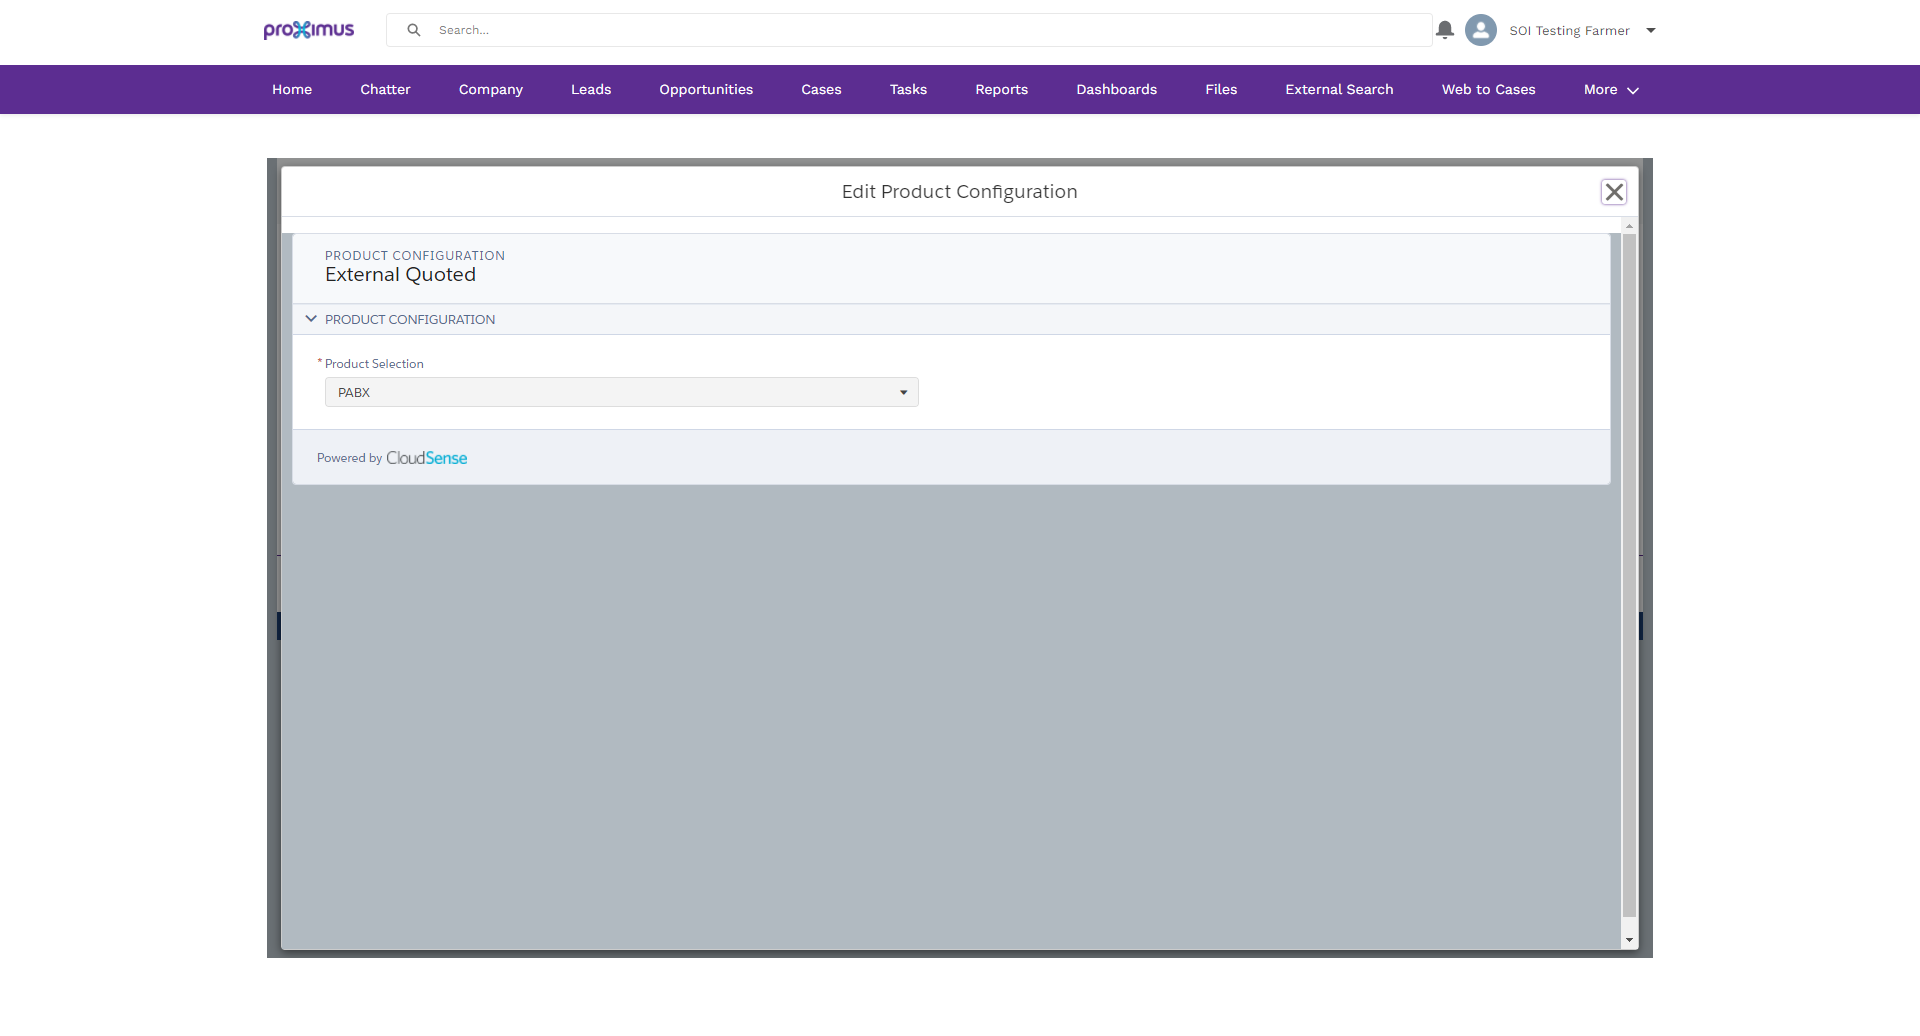 proximus
Search...
SOI Testing Farmer
Home
Chatter
Company
Leads
Opportunities
Cases
Tasks
Reports
Dashboards
Files
External Search
Web to Cases
More
Edit Product Configuration
PRODUCT CONFIGURATION
External Quoted
PRODUCT CONFIGURATION
* Product Selection
PABX
Powered by CloudSense